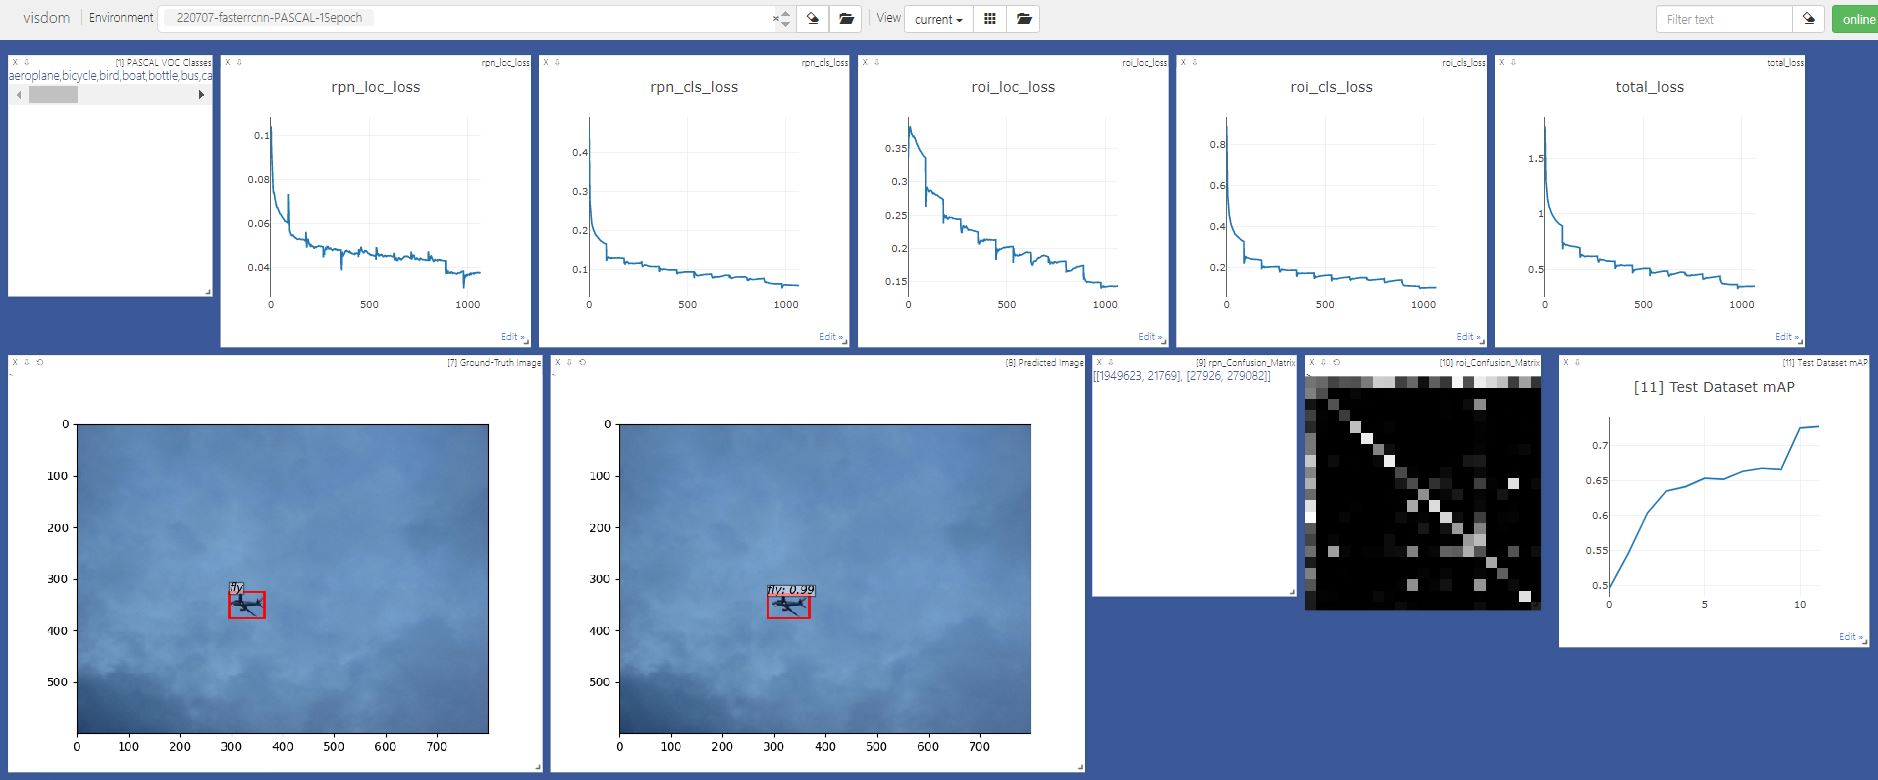 visdom Environment 220707-fasterrcnn-PASCAL-15epoch × View current Filter text online
X [1] PASCAL VOC Classes
aeroplane,bicycle,bird,boat,bottle,bus,ca
X rpn_loc_loss
rpn_loc_loss
0.1
0.08
0.06
0.04
0 500 1000
Edit »
X rpn_cls_loss
rpn_cls_loss
0.4
0.3
0.2
0.1
0 500 1000
Edit »
X roi_loc_loss
roi_loc_loss
0.35
0.3
0.25
0.2
0.15
0 500 1000
Edit »
X roi_cls_loss
roi_cls_loss
0.8
0.6
0.4
0.2
0 500 1000
Edit »
X total_loss
total_loss
1.5
1
0.5
0 500 1000
Edit »
X [7] Ground-Truth Image
0
100
200
300
400
500
fly
0 100 200 300 400 500 600 700
X [8] Predicted Image
0
100
200
300
400
500
fly: 0.99
0 100 200 300 400 500 600 700
X [9] rpn_Confusion_Matrix
[[1949623, 21769], [27926, 279082]]
X [10] roi_Confusion_Matrix
X [11] Test Dataset mAP
[11] Test Dataset mAP
0.7
0.65
0.6
0.55
0.5
0 5 10
Edit »